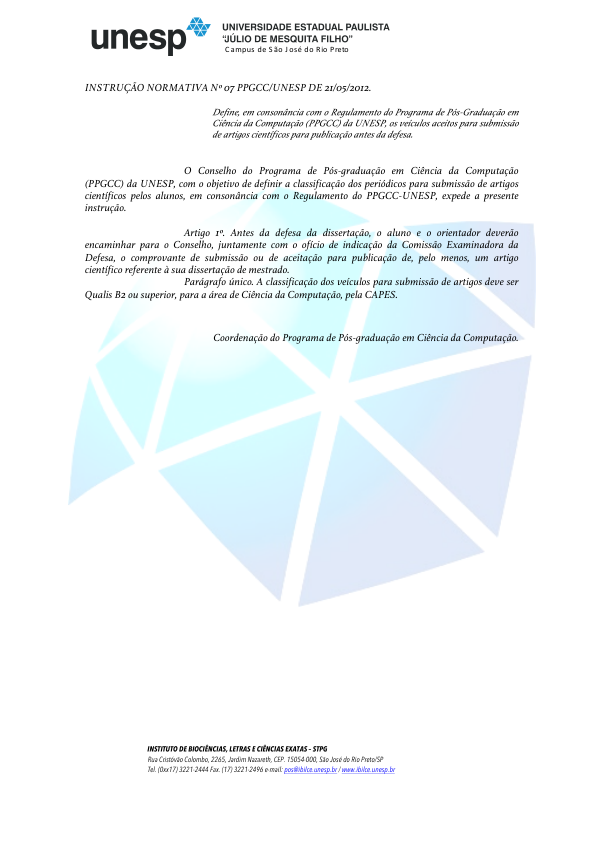 unesp
UNIVERSIDADE ESTADUAL PAULISTA
"JÚLIO DE MESQUITA FILHO"
Campus de São José do Rio Preto
INSTRUÇÃO NORMATIVA Nº 07 PPGCC/UNESP DE 21/05/2012.
Define, em consonância com o Regulamento do Programa de Pós-Graduação em
Ciência da Computação (PPGCC) da UNESP, os veículos aceitos para submissão
de artigos científicos para publicação antes da defesa.
O Conselho do Programa de Pós-graduação em Ciência da Computação
(PPGCC) da UNESP, com o objetivo de definir a classificação dos periódicos para submissão de artigos
científicos pelos alunos, em consonância com o Regulamento do PPGCC-UNESP, expede a presente
instrução.
Artigo 1º. Antes da defesa da dissertação, o aluno e o orientador deverão
encaminhar para o Conselho, juntamente com o ofício de indicação da Comissão Examinadora da
Defesa, o comprovante de submissão ou de aceitação para publicação de, pelo menos, um artigo
científico referente à sua dissertação de mestrado.
Parágrafo único. A classificação dos veículos para submissão de artigos deve ser
Qualis B2 ou superior, para a área de Ciência da Computação, pela CAPES.
Coordenação do Programa de Pós-graduação em Ciência da Computação.
INSTITUTO DE BIOCIÊNCIAS, LETRAS E CIÊNCIAS EXATAS – STPG
Rua Cristóvão Colombo, 2265, Jardim Nazareth, CEP. 15054-000, São José do Rio Preto/SP
Tel. (0xx17) 3221-2444 Fax. (17) 3221-2496 e-mail: pos@ibilce.unesp.br / www.ibilce.unesp.br